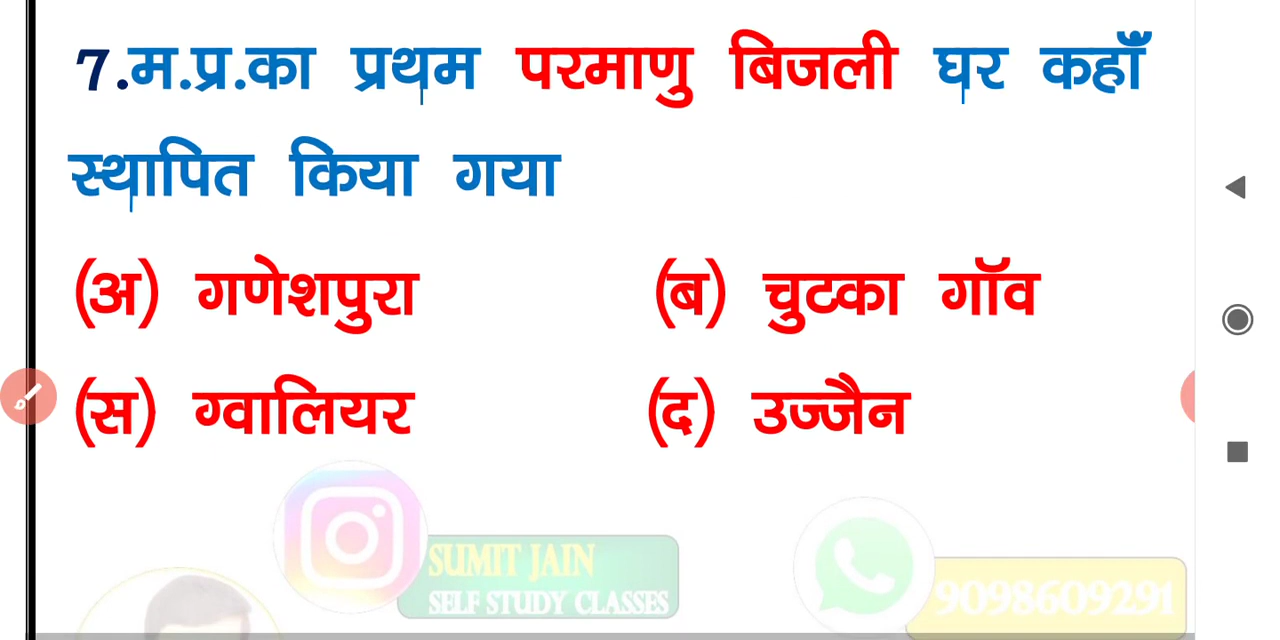 7.म.प्र.का प्रथम परमाणु बिजली घर कहाँ
स्थापित किया गया
(अ) गणेशपुरा (ब) चुटका गॉव
(स) ग्वालियर (द) उज्जैन
SUMIT JAIN
SELF STUDY CLASSES
9098609291